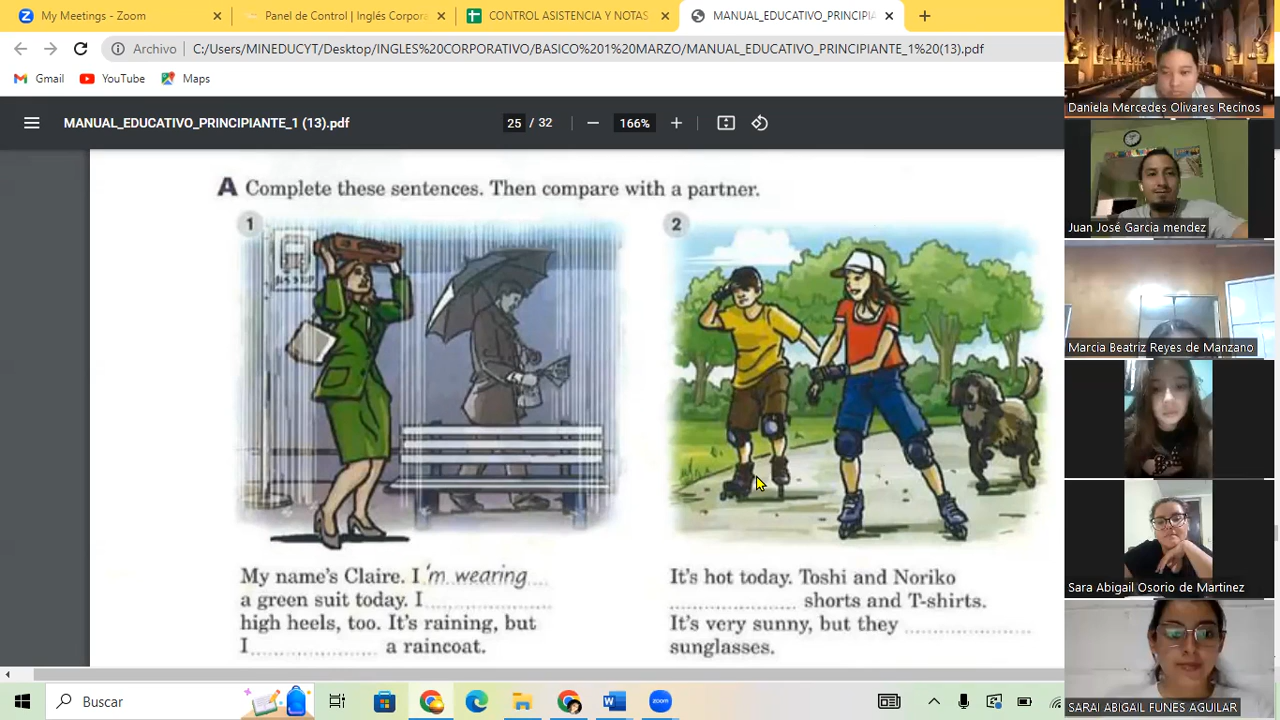 My Meetings - Zoom
Panel de Control | Inglés Corpora
CONTROL ASISTENCIA Y NOTAS
MANUAL_EDUCATIVO_PRINCIPIA
Archivo
C:/Users/MINEDUCYT/Desktop/INGLES%20CORPORATIVO/BASICO%201%20MARZO/MANUAL_EDUCATIVO_PRINCIPIANTE_1%20(13).pdf
Gmail
YouTube
Maps
MANUAL_EDUCATIVO_PRINCIPIANTE_1 (13).pdf
25 / 32
166%
A Complete these sentences. Then compare with a partner.
1
2
BUS STOP
My name's Claire. I 'm wearing
a green suit today. I
high heels, too. It's raining, but
I a raincoat.
It's hot today. Toshi and Noriko
shorts and T-shirts.
It's very sunny, but they
sunglasses.
Daniela Mercedes Olivares Recinos
Juan José Garcia mendez
Marcia Beatriz Reyes de Manzano
Sara Abigail Osorio de Martinez
SARAI ABIGAIL FUNES AGUILAR
Buscar
zoom